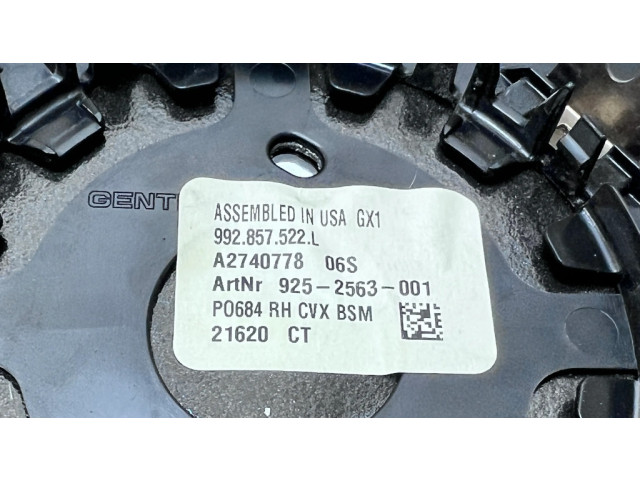 GENT
ASSEMBLED IN USA GX1
992.857.522.L
A2740778 06S
ArtNr 925-2563-001
PO684 RH CVX BSM
21620 CT